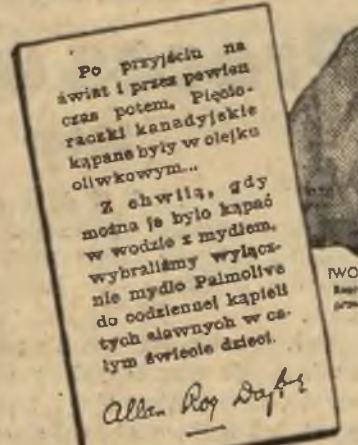 Po przyjściu na
świat i przez pewien
czas potem, Pięcio-
raczki kanadyjskie
kąpane były w olejku
oliwkowym...
Z chwilą, gdy
można je było kąpać
w wodzie z mydłem,
wybraliśmy wyłącz-
nie mydło Palmolive
do codziennej kąpieli
tych sławnych w ca-
łym świecie dzieci.
Allan Roy Dafoe